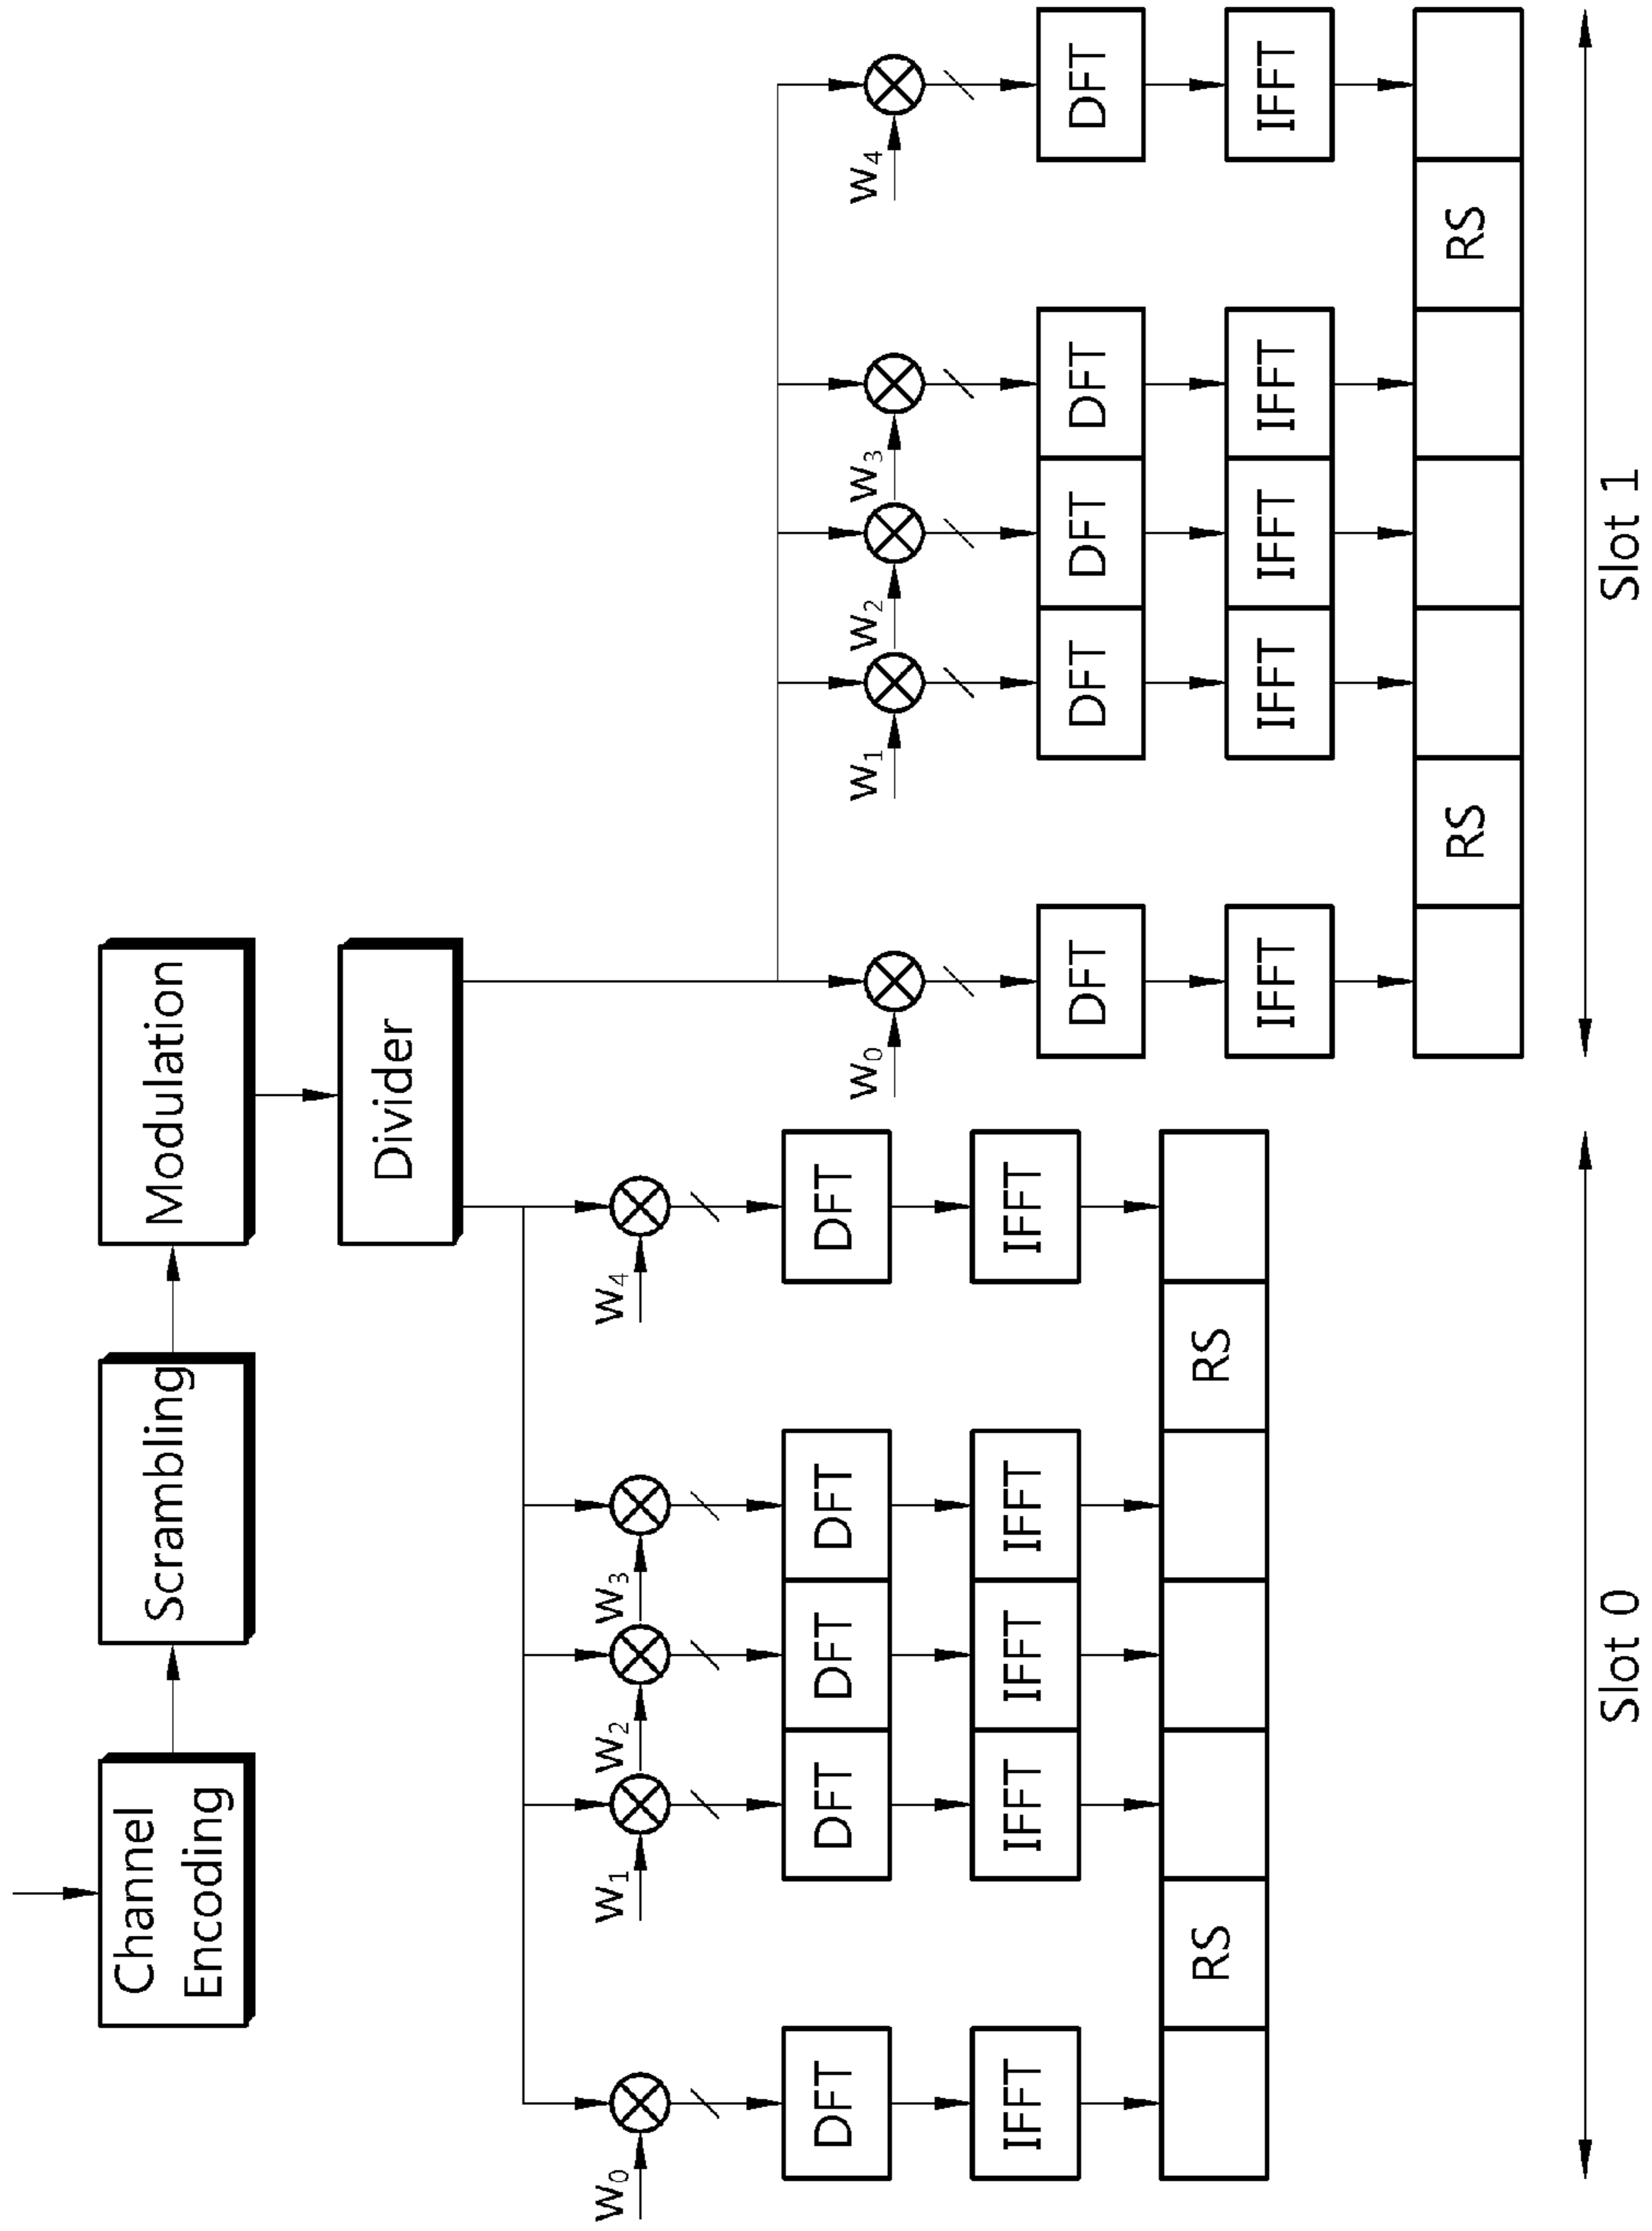 Channel
Encoding
Scrambling
Modulation
Divider
W0
W1
W2
W3
W4
DFT
DFT
DFT
DFT
DFT
IFFT
IFFT
IFFT
IFFT
IFFT
RS
RS
Slot 0
W0
W1
W2
W3
W4
DFT
DFT
DFT
DFT
DFT
IFFT
IFFT
IFFT
IFFT
IFFT
RS
RS
Slot 1